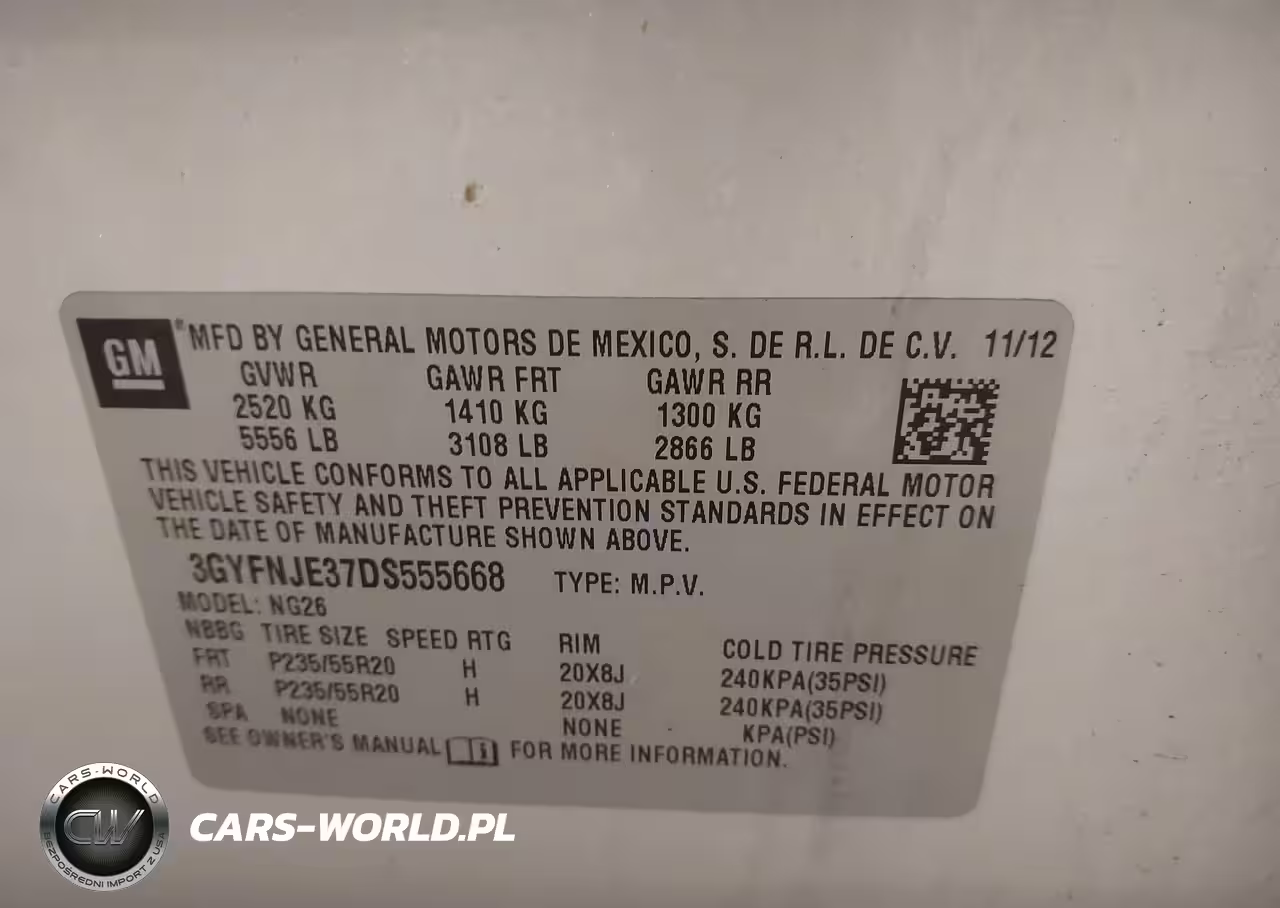 GM
MFD BY GENERAL MOTORS DE MEXICO, S. DE R.L. DE C.V. 11/12
GVWR GAWR FRT GAWR RR
2520 KG 1410 KG 1300 KG
5556 LB 3108 LB 2866 LB
THIS VEHICLE CONFORMS TO ALL APPLICABLE U.S. FEDERAL MOTOR
VEHICLE SAFETY AND THEFT PREVENTION STANDARDS IN EFFECT ON
THE DATE OF MANUFACTURE SHOWN ABOVE.
3GYFNJE37DS555668 TYPE: M.P.V.
MODEL: NG26
NBBG TIRE SIZE SPEED RTG RIM COLD TIRE PRESSURE
FRT P235/55R20 H 20X8J 240KPA(35PSI)
RR P235/55R20 H 20X8J 240KPA(35PSI)
SPA NONE NONE KPA(PSI)
SEE OWNER'S MANUAL FOR MORE INFORMATION.
CARS-WORLD
CW
BEZPOŚREDNI IMPORT Z USA
CARS-WORLD.PL